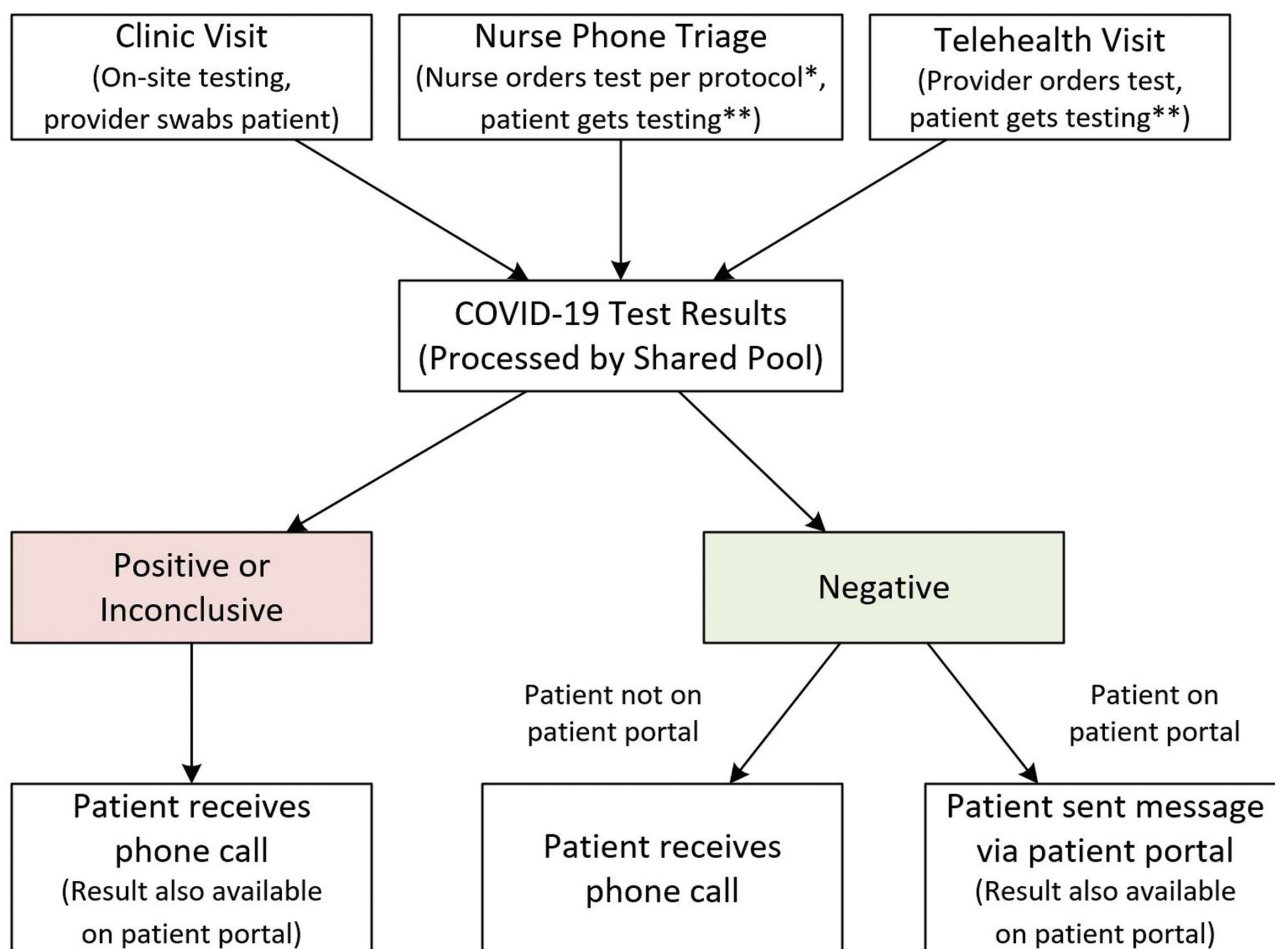 Clinic Visit
(On-site testing,
provider swabs patient)
Nurse Phone Triage
(Nurse orders test per protocol*,
patient gets testing**)
Telehealth Visit
(Provider orders test,
patient gets testing**)
COVID-19 Test Results
(Processed by Shared Pool)
Positive or
Inconclusive
Negative
Patient not on
patient portal
Patient on
patient portal
Patient receives
phone call
(Result also available
on patient portal)
Patient receives
phone call
Patient sent message
via patient portal
(Result also available
on patient portal)